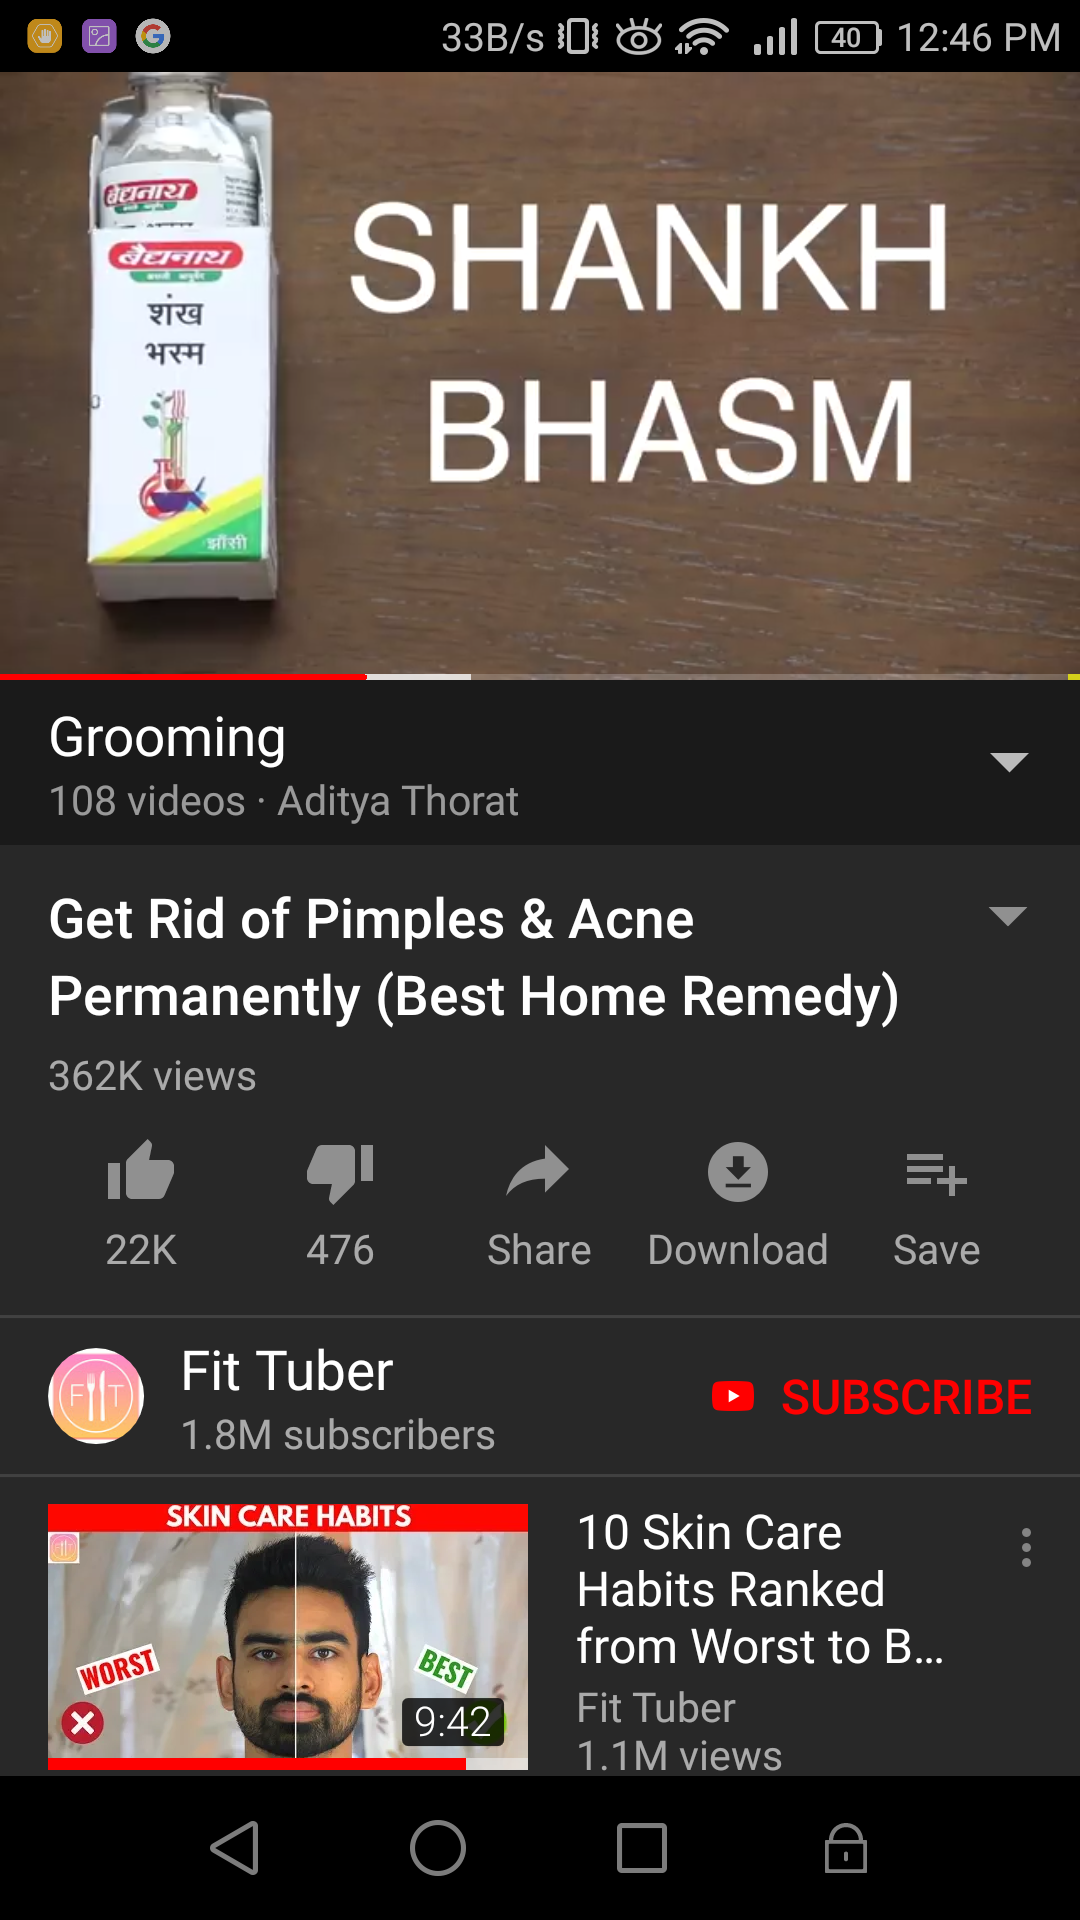 33B/s 40 12:46 PM
बैद्यनाथ
बैद्यनाथ
असली आयुर्वेद
शंख
भस्म
झाँसी
SHANKH
BHASM
Grooming
108 videos · Aditya Thorat
Get Rid of Pimples & Acne
Permanently (Best Home Remedy)
362K views
22K 476 Share Download Save
FIT
Fit Tuber
1.8M subscribers
SUBSCRIBE
SKIN CARE HABITS
WORST
BEST
9:42
10 Skin Care
Habits Ranked
from Worst to B...
Fit Tuber
1.1M views